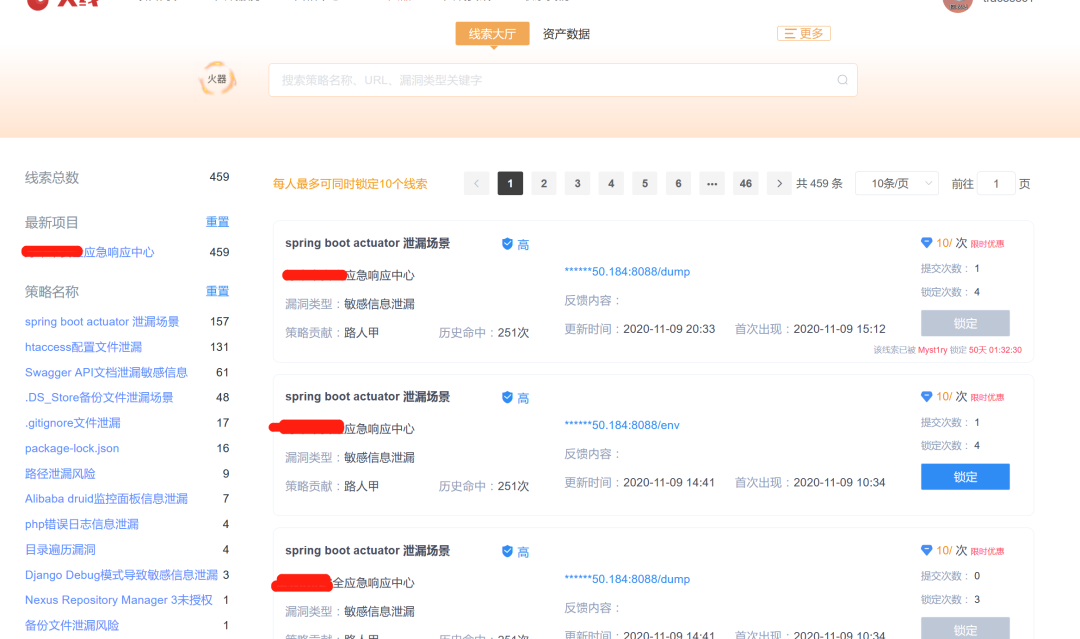 线索大厅
资产数据
更多
火器
搜索策略名称、URL、漏洞类型关键字
线索总数 459
最新项目 重置
应急响应中心 459
策略名称 重置
spring boot actuator 泄漏场景 157
htaccess配置文件泄漏 131
Swagger API文档泄漏敏感信息 61
.DS_Store备份文件泄漏场景 48
.gitignore文件泄漏 17
package-lock.json 16
路径泄漏风险 9
Alibaba druid监控面板信息泄漏 7
php错误日志信息泄漏 4
目录遍历漏洞 4
Django Debug模式导致敏感信息泄漏 3
Nexus Repository Manager 3未授权 1
备份文件泄漏风险 1
每人最多可同时锁定10个线索
1 2 3 4 5 6 ••• 46 共 459 条 10条/页 前往 1 页
spring boot actuator 泄漏场景 高
应急响应中心
漏洞类型：敏感信息泄漏
策略贡献：路人甲 历史命中：251次
******50.184:8088/dump
反馈内容：
更新时间：2020-11-09 20:33 首次出现：2020-11-09 15:12
10/ 次 限时优惠
提交次数： 1
锁定次数： 4
锁定
该线索已被 Myst1ry 锁定 50天 01:32:30
spring boot actuator 泄漏场景 高
应急响应中心
漏洞类型：敏感信息泄漏
策略贡献：路人甲 历史命中：251次
******50.184:8088/env
反馈内容：
更新时间：2020-11-09 14:41 首次出现：2020-11-09 10:34
10/ 次 限时优惠
提交次数： 1
锁定次数： 4
锁定
spring boot actuator 泄漏场景 高
全应急响应中心
漏洞类型：敏感信息泄漏
策略贡献：路人甲 历史命中：251次
******50.184:8088/dump
反馈内容：
更新时间：2020-11-09 14:41 首次出现：2020-11-09 10:34
10/ 次 限时优惠
提交次数： 0
锁定次数： 3
锁定